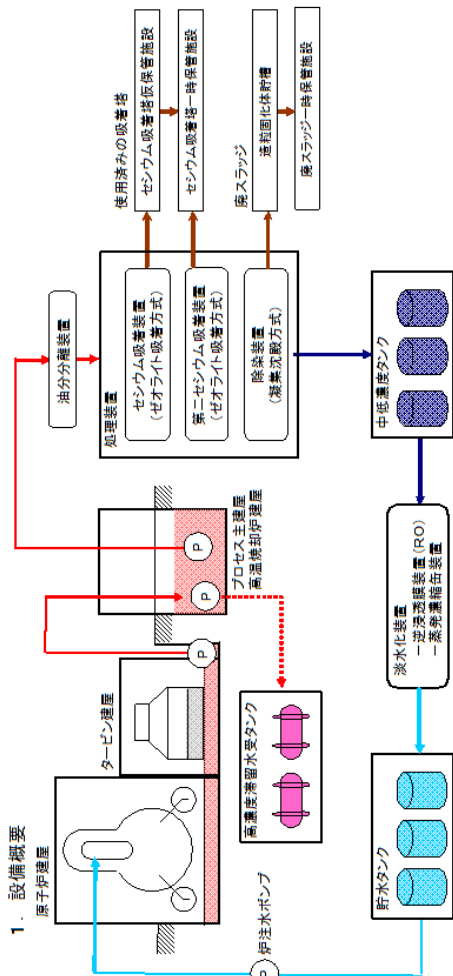 1. 設備概要
原子炉建屋
タービン建屋
P
プロセス主建屋
高温焼却炉建屋
P
P
高濃度滞留水受タンク
油分分離装置
処理装置
セシウム吸着装置
(ゼオライト吸着方式)
第二セシウム吸着装置
(ゼオライト吸着方式)
除染装置
(凝集沈殿方式)
使用済みの吸着塔
セシウム吸着塔仮保管施設
セシウム吸着塔一時保管施設
廃スラッジ
造粒固化体貯槽
廃スラッジ一時保管施設
P
炉注水ポンプ
貯水タンク
淡水化装置
－逆浸透膜装置(RO)
－蒸発濃縮缶装置
中低濃度タンク